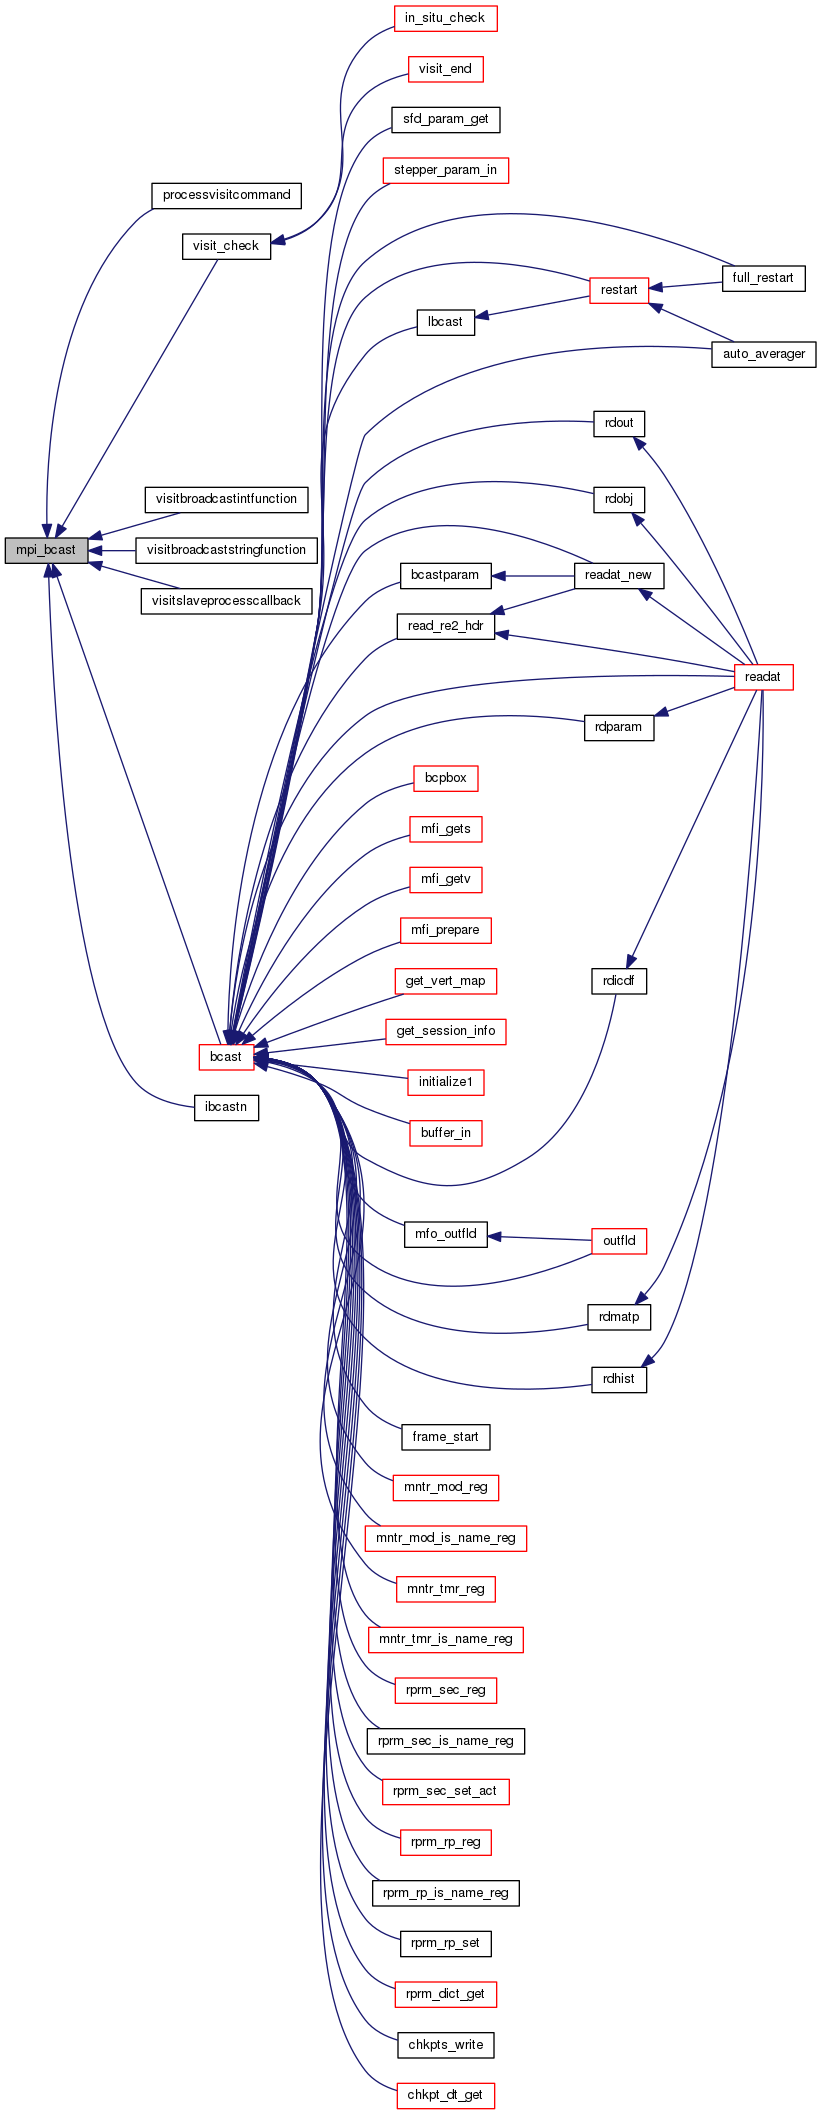 in_situ_check
visit_end
sfd_param_get
stepper_param_in
processvisitcommand
visit_check
full_restart
restart
lbcast
auto_averager
rdout
visitbroadcastintfunction
rdobj
mpi_bcast
visitbroadcaststringfunction
bcastparam
readat_new
visitslaveprocesscallback
read_re2_hdr
readat
rdparam
bcpbox
mfi_gets
mfi_getv
mfi_prepare
get_vert_map
rdicdf
get_session_info
bcast
initialize1
ibcastn
buffer_in
mfo_outfld
outfld
rdmatp
rdhist
frame_start
mntr_mod_reg
mntr_mod_is_name_reg
mntr_tmr_reg
mntr_tmr_is_name_reg
rprm_sec_reg
rprm_sec_is_name_reg
rprm_sec_set_act
rprm_rp_reg
rprm_rp_is_name_reg
rprm_rp_set
rprm_dict_get
chkpts_write
chkpt_dt_get